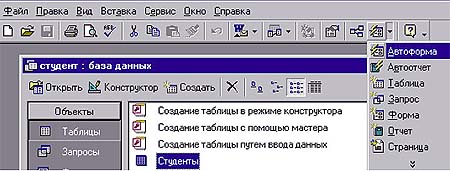 Файл Правка Вид Вставка Сервис Окно Справка
студент : база данных
Открыть Конструктор Создать
Объекты
Таблицы
Запросы
Создание таблицы в режиме конструктора
Создание таблицы с помощью мастера
Создание таблицы путем ввода данных
Студенты
Автоформа
Автоотчет
Таблица
Запрос
Форма
Отчет
Страница